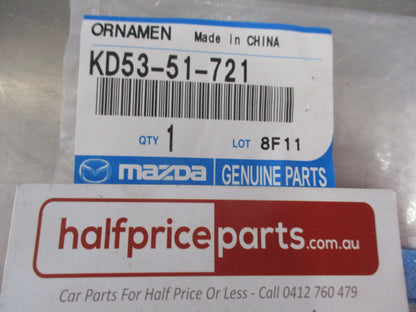 ORNAMEN Made in CHINA
KD53-51-721
QTY 1 LOT 8F11
mazda GENUINE PARTS
halfpriceparts.com.au
Car Parts For Half Price Or Less - Call 0412 760 479